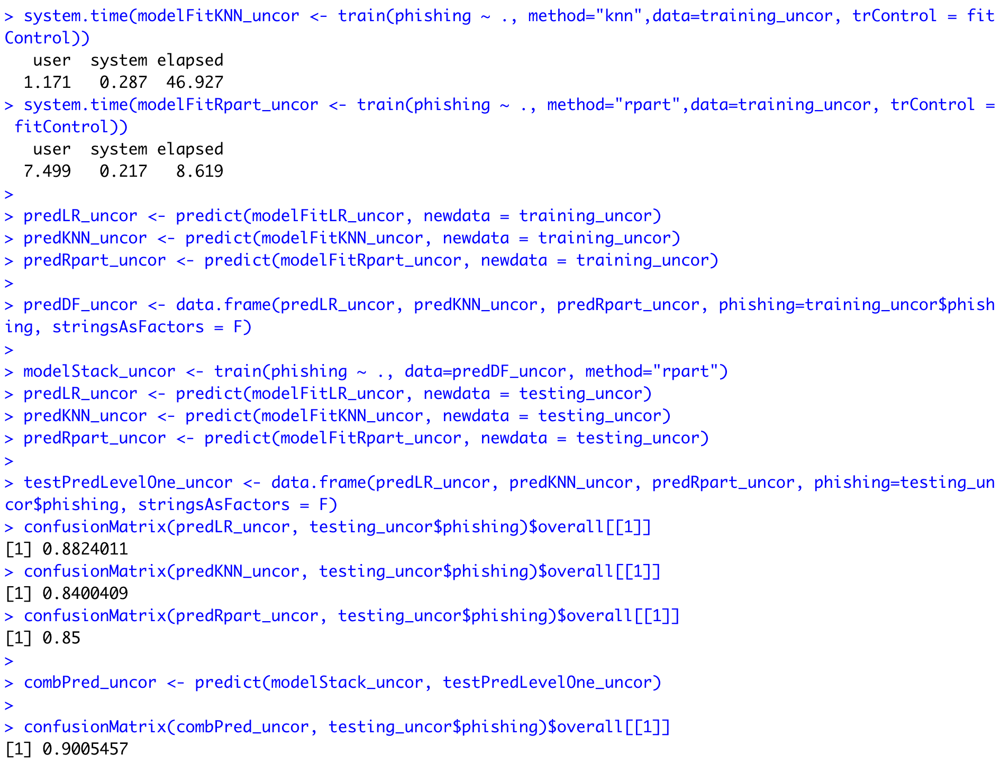 > system.time(modelFitKNN_uncor <- train(phishing ~ ., method="knn",data=training_uncor, trControl = fit
Control))
   user  system elapsed
  1.171   0.287  46.927
> system.time(modelFitRpart_uncor <- train(phishing ~ ., method="rpart",data=training_uncor, trControl =
 fitControl))
   user  system elapsed
  7.499   0.217   8.619
>
> predLR_uncor <- predict(modelFitLR_uncor, newdata = training_uncor)
> predKNN_uncor <- predict(modelFitKNN_uncor, newdata = training_uncor)
> predRpart_uncor <- predict(modelFitRpart_uncor, newdata = training_uncor)
>
> predDF_uncor <- data.frame(predLR_uncor, predKNN_uncor, predRpart_uncor, phishing=training_uncor$phish
ing, stringsAsFactors = F)
>
> modelStack_uncor <- train(phishing ~ ., data=predDF_uncor, method="rpart")
> predLR_uncor <- predict(modelFitLR_uncor, newdata = testing_uncor)
> predKNN_uncor <- predict(modelFitKNN_uncor, newdata = testing_uncor)
> predRpart_uncor <- predict(modelFitRpart_uncor, newdata = testing_uncor)
>
> testPredLevelOne_uncor <- data.frame(predLR_uncor, predKNN_uncor, predRpart_uncor, phishing=testing_un
cor$phishing, stringsAsFactors = F)
> confusionMatrix(predLR_uncor, testing_uncor$phishing)$overall[[1]]
[1] 0.8824011
> confusionMatrix(predKNN_uncor, testing_uncor$phishing)$overall[[1]]
[1] 0.8400409
> confusionMatrix(predRpart_uncor, testing_uncor$phishing)$overall[[1]]
[1] 0.85
>
> combPred_uncor <- predict(modelStack_uncor, testPredLevelOne_uncor)
>
> confusionMatrix(combPred_uncor, testing_uncor$phishing)$overall[[1]]
[1] 0.9005457